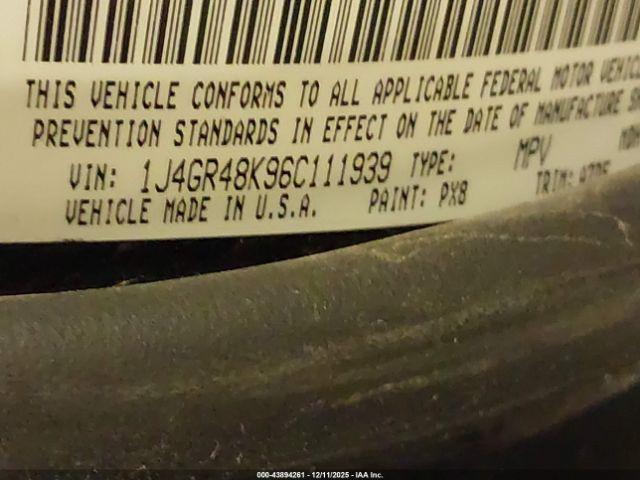 THIS VEHICLE CONFORMS TO ALL APPLICABLE FEDERAL MOTOR
PREVENTION STANDARDS IN EFFECT ON THE DATE OF MANUFACTURE
VIN: 1J4GR48K96C111939 TYPE: MPV
VEHICLE MADE IN U.S.A. PAINT: PX8 TRIM:
000-43894261 - 12/11/2025 - IAA Inc.